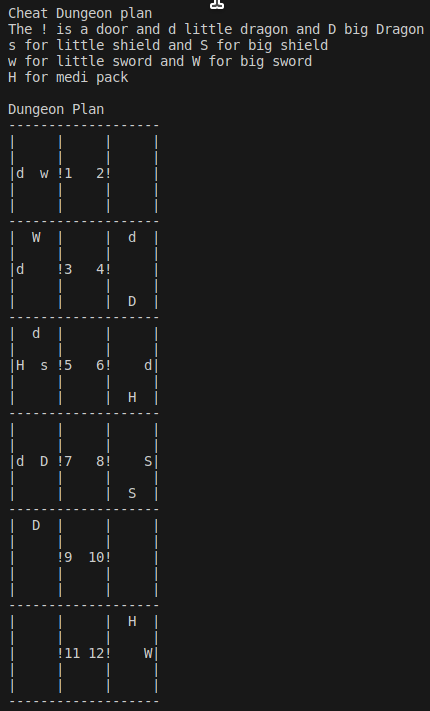 Cheat Dungeon plan
The ! is a door and d little dragon and D big Dragon
s for little shield and S for big shield
w for little sword and W for big sword
H for medi pack

Dungeon Plan
-------------------
|     |     |     |
|     |     |     |
|d  w !1   2!     |
|     |     |     |
|     |     |     |
-------------------
|  W  |     |  d  |
|     |     |     |
|d    !3   4!     |
|     |     |     |
|     |     |  D  |
-------------------
|  d  |     |     |
|     |     |     |
|H  s !5   6!    d|
|     |     |     |
|     |     |  H  |
-------------------
|     |     |     |
|     |     |     |
|d  D !7   8!    S|
|     |     |     |
|     |     |  S  |
-------------------
|  D  |     |     |
|     |     |     |
|     !9  10!     |
|     |     |     |
|     |     |     |
-------------------
|     |     |  H  |
|     |     |     |
|     !11 12!    W|
|     |     |     |
|     |     |     |
-------------------